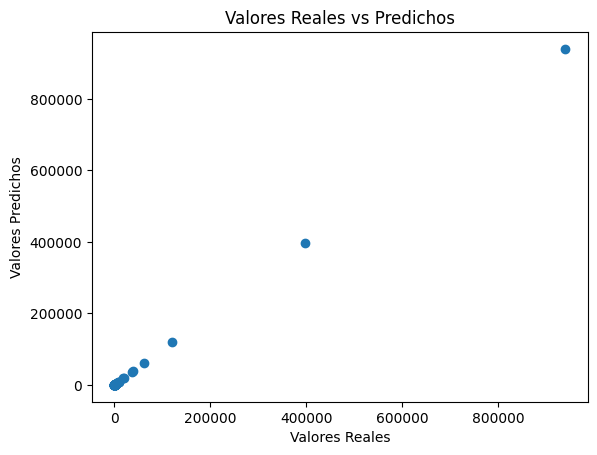 Valores Reales vs Predichos
Valores Predichos
800000
600000
400000
200000
0
0 200000 400000 600000 800000
Valores Reales